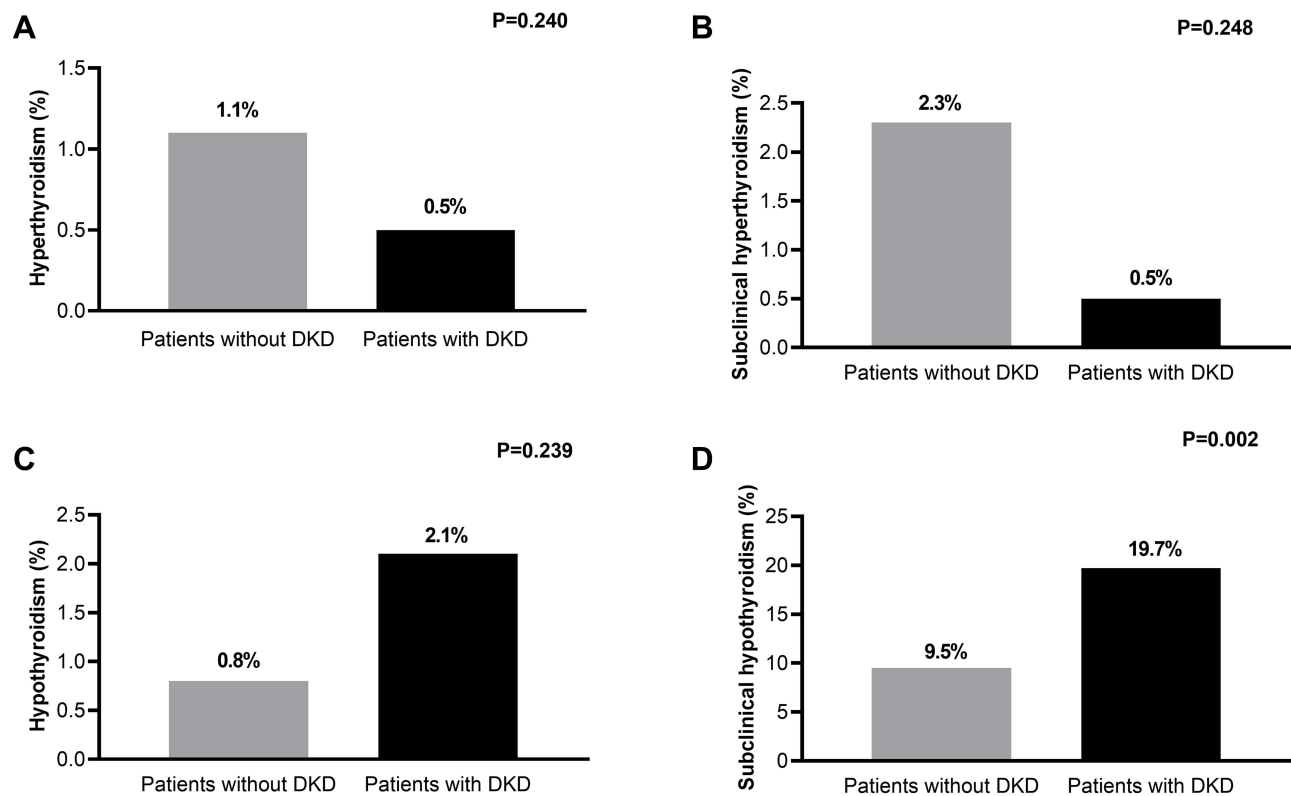 A
P=0.240
Hyperthyroidism (%)
1.5
1.0
0.5
0.0
1.1%
0.5%
Patients without DKD
Patients with DKD
B
P=0.248
Subclinical hyperthyroidism (%)
2.5
2.0
1.5
1.0
0.5
0.0
2.3%
0.5%
Patients without DKD
Patients with DKD
C
P=0.239
Hypothyroidism (%)
2.5
2.0
1.5
1.0
0.5
0.0
0.8%
2.1%
Patients without DKD
Patients with DKD
D
P=0.002
Subclinical hypothyroidism (%)
25
20
15
10
5
0
9.5%
19.7%
Patients without DKD
Patients with DKD